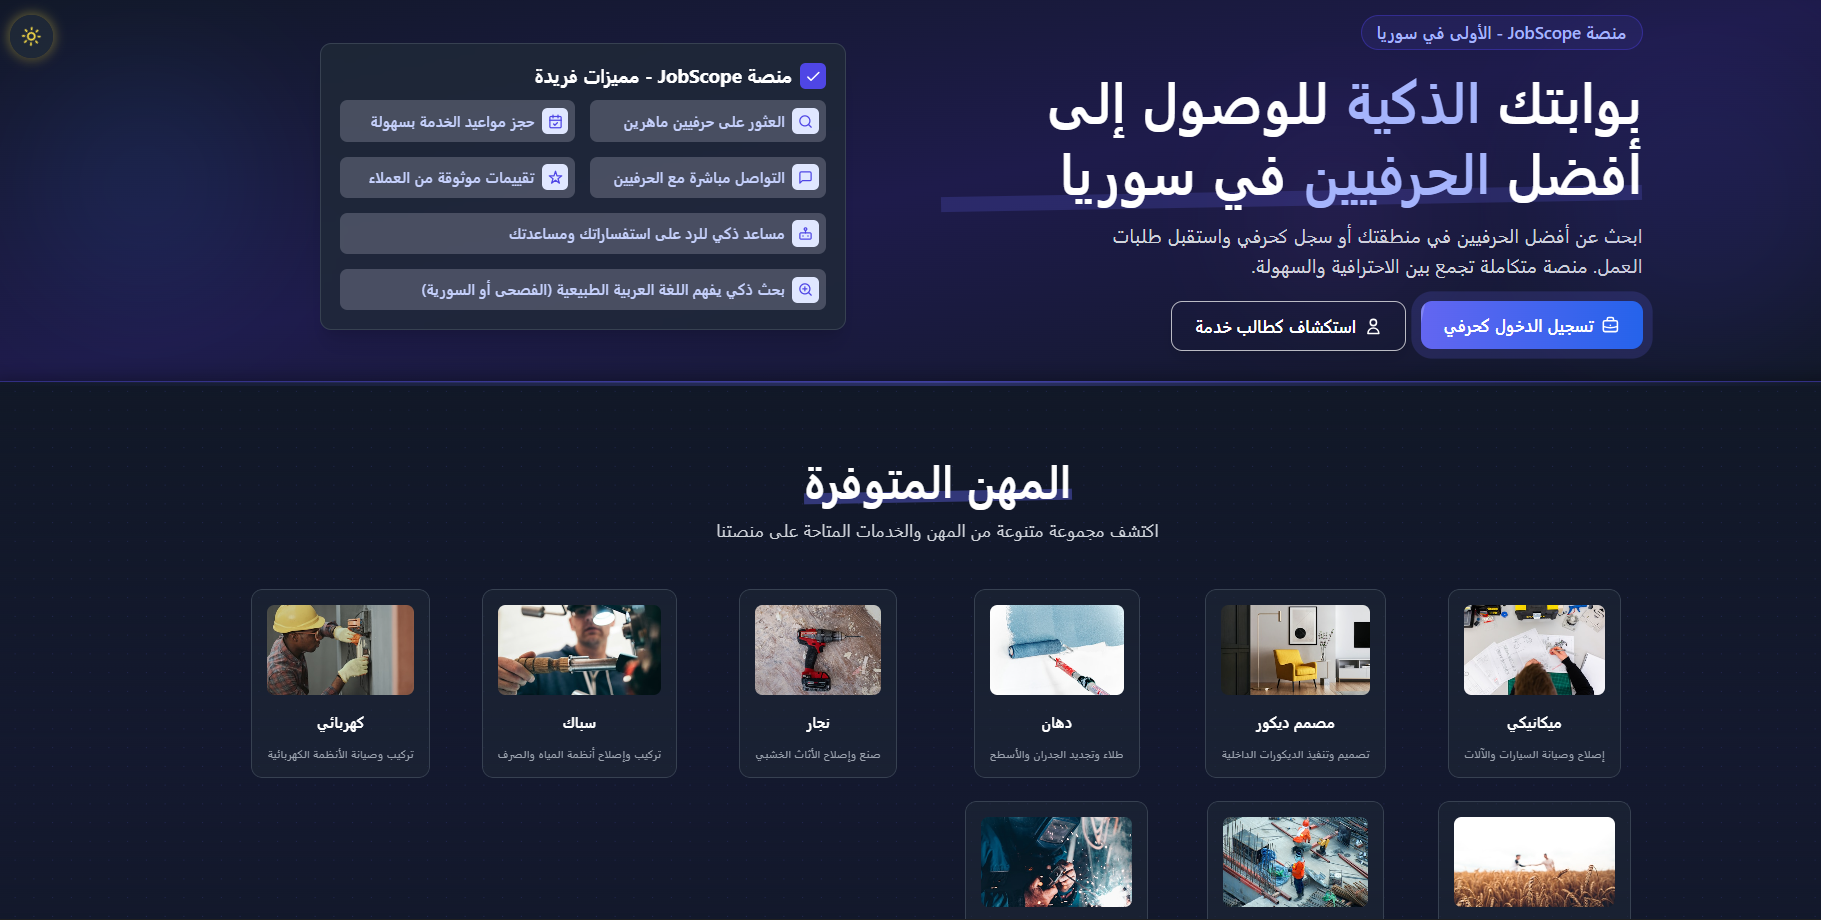 منصة JobScope - الأولى في سوريا
بوابتك الذكية للوصول إلى
أفضل الحرفيين في سوريا
ابحث عن أفضل الحرفيين في منطقتك أو سجل كحرفي واستقبل طلبات
العمل. منصة متكاملة تجمع بين الاحترافية والسهولة.
تسجيل الدخول كحرفي
استكشاف كطالب خدمة
منصة JobScope - مميزات فريدة
العثور على حرفيين ماهرين
حجز مواعيد الخدمة بسهولة
التواصل مباشرة مع الحرفيين
تقييمات موثوقة من العملاء
مساعد ذكي للرد على استفساراتك ومساعدتك
بحث ذكي يفهم اللغة العربية الطبيعية (الفصحى أو السورية)
المهن المتوفرة
اكتشف مجموعة متنوعة من المهن والخدمات المتاحة على منصتنا
ميكانيكي
إصلاح وصيانة السيارات والآلات
مصمم ديكور
تصميم وتنفيذ الديكورات الداخلية
دهان
طلاء وتجديد الجدران والأسطح
نجار
صنع وإصلاح الأثاث الخشبي
سباك
تركيب وإصلاح أنظمة المياه والصرف
كهربائي
تركيب وصيانة الأنظمة الكهربائية